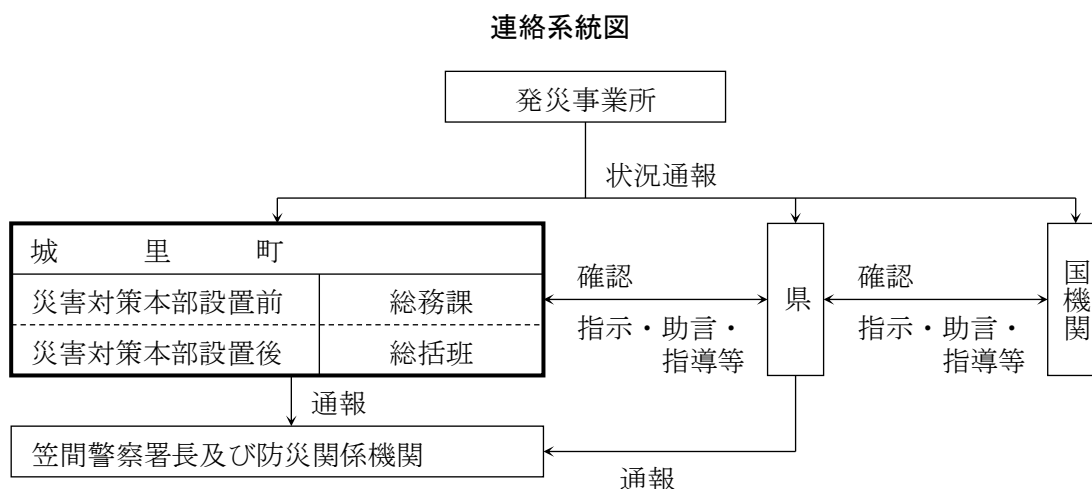 連絡系統図
発災事業所
状況通報
城里町
災害対策本部設置前 総務課
災害対策本部設置後 総括班
確認
指示・助言・
指導等
県
確認
指示・助言・
指導等
国機関
通報
笠間警察署長及び防災関係機関
通報